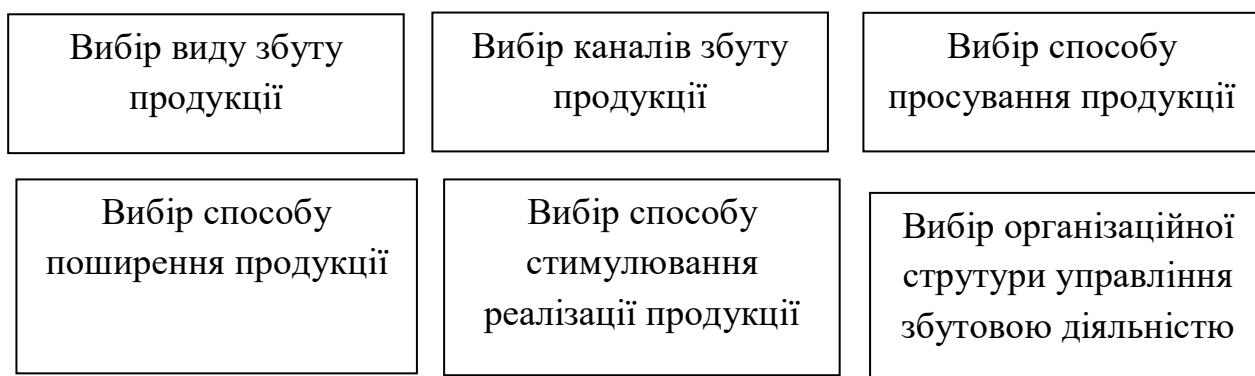 Вибір виду збуту
продукції
Вибір каналів збуту
продукції
Вибір способу
просування продукції
Вибір способу
поширення продукції
Вибір способу
стимулювання
реалізації продукції
Вибір організаційної
струтури управління
збутовою діяльністю